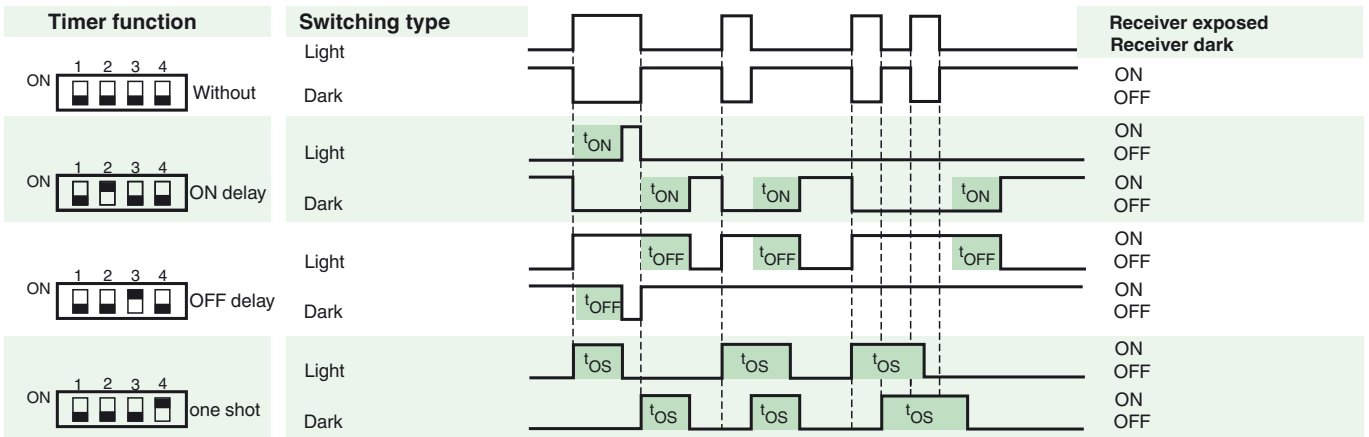 Timer function
Switching type
Receiver exposed
Light
Receiver dark
1 2 3 4
ON
Without
Dark
ON
OFF
Light
tON
ON
OFF
1 2 3 4
ON
ON delay
Dark
tON
tON
tON
ON
OFF
Light
tOFF
tOFF
tOFF
ON
OFF
1 2 3 4
ON
OFF delay
Dark
tOFF
ON
OFF
Light
tOS
tOS
tOS
ON
OFF
1 2 3 4
ON
one shot
Dark
tOS
tOS
tOS
ON
OFF